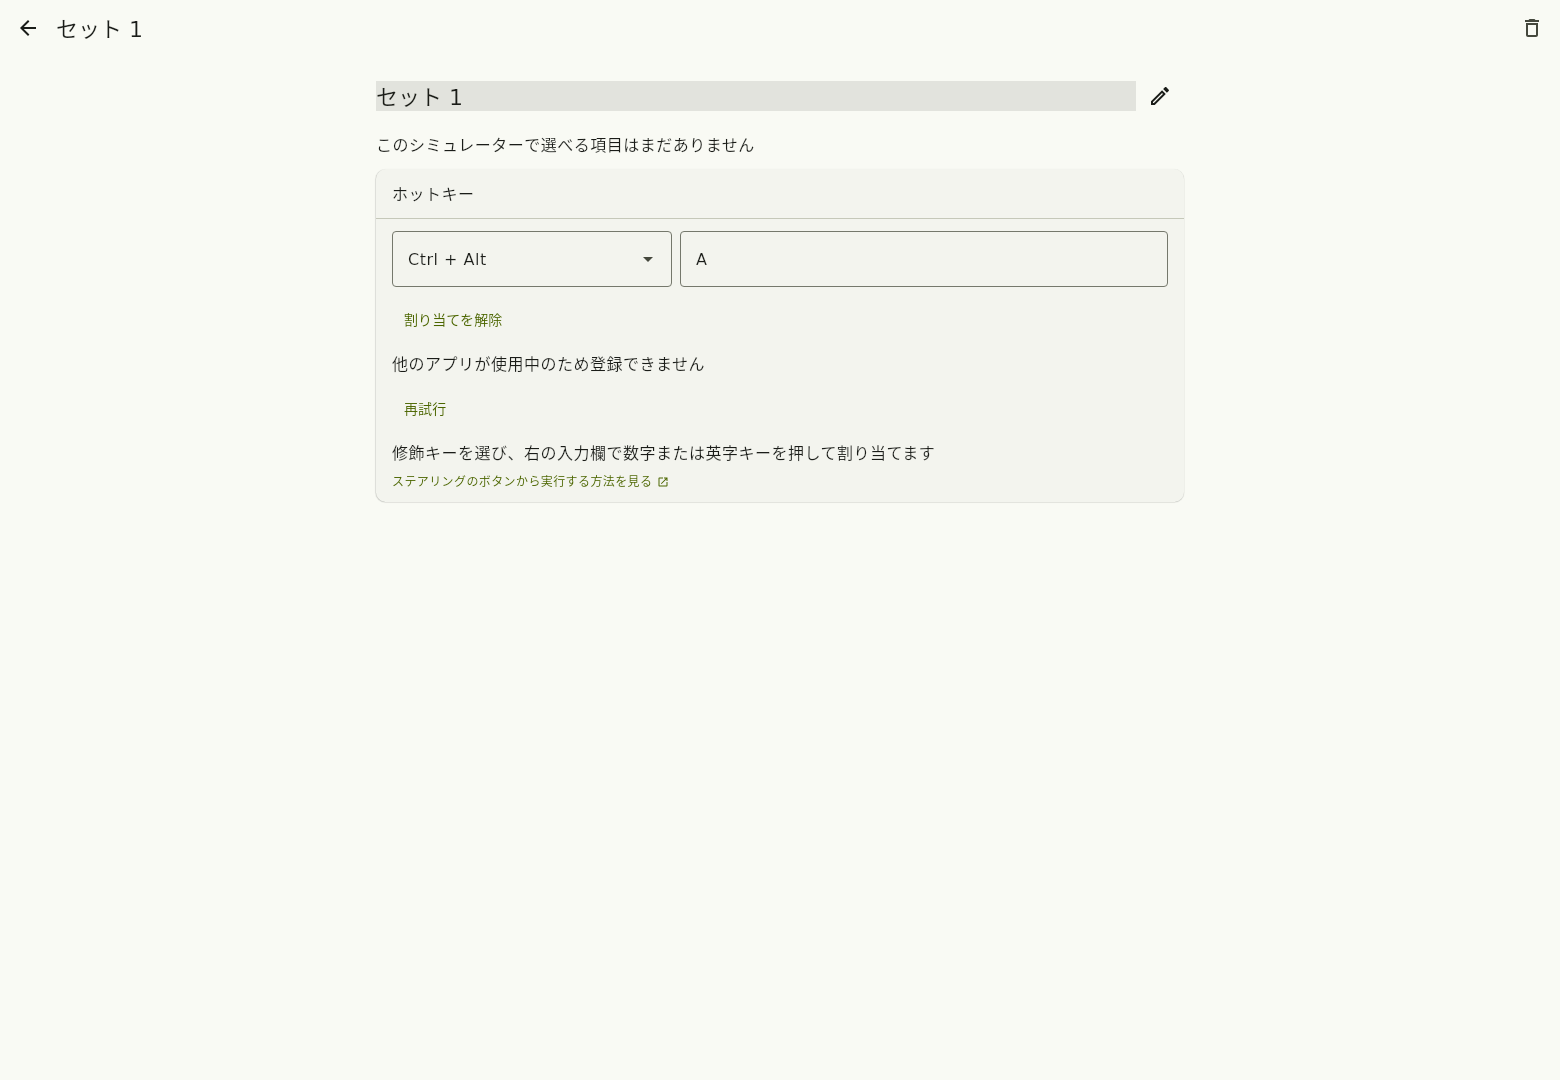 セット 1
セット 1
このシミュレーターで選べる項目はまだありません
ホットキー
Ctrl + Alt
A
割り当てを解除
他のアプリが使用中のため登録できません
再試行
修飾キーを選び、右の入力欄で数字または英字キーを押して割り当てます
ステアリングのボタンから実行する方法を見る